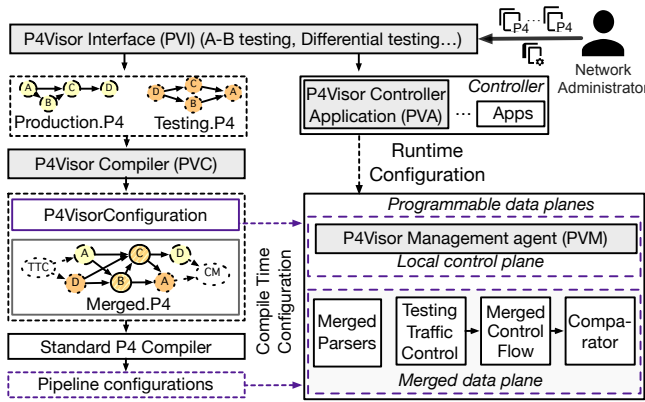 P4Visor Interface (PVI) (A-B testing, Differential testing…)
P4 … P4
Network
Administrator
A C D
B
Production.P4
D C A
B
Testing.P4
Controller
P4Visor Controller
Application (PVA)
... Apps
P4Visor Compiler (PVC)
Runtime
Configuration
P4VisorConfiguration
TTC A C D CM
D B A
Merged.P4
Compile Time
Configuration
Programmable data planes
P4Visor Management agent (PVM)
Local control plane
Merged
Parsers
Testing
Traffic
Control
Merged
Control
Flow
Compa-
rator
Merged data plane
Standard P4 Compiler
Pipeline configurations